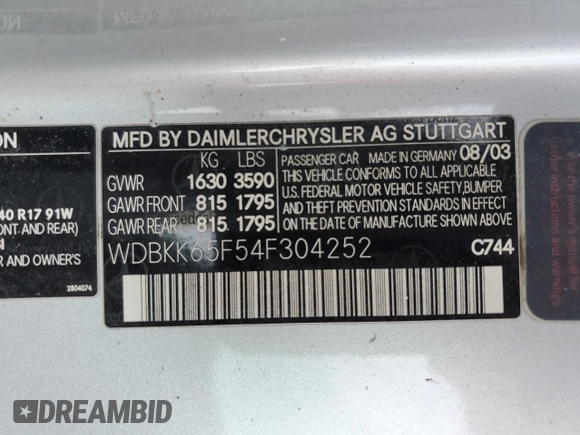 ON
40 R17 91W
ONT AND REAR)
SI
R AND OWNER'S
2804074
MFD BY DAIMLERCHRYSLER AG STUTTGART
KG LBS
GVWR 1630 3590
GAWR FRONT 815 1795
GAWR REAR 815 1795
PASSENGER CAR MADE IN GERMANY 08/03
THIS VEHICLE CONFORMS TO ALL APPLICABLE
U.S. FEDERAL MOTOR VEHICLE SAFETY,BUMPER
AND THEFT PREVENTION STANDARDS IN EFFECT
ON THE DATE OF MANUFACTURE SHOWN ABOVE.
WDBKK65F54F304252 C744
DREAMBID